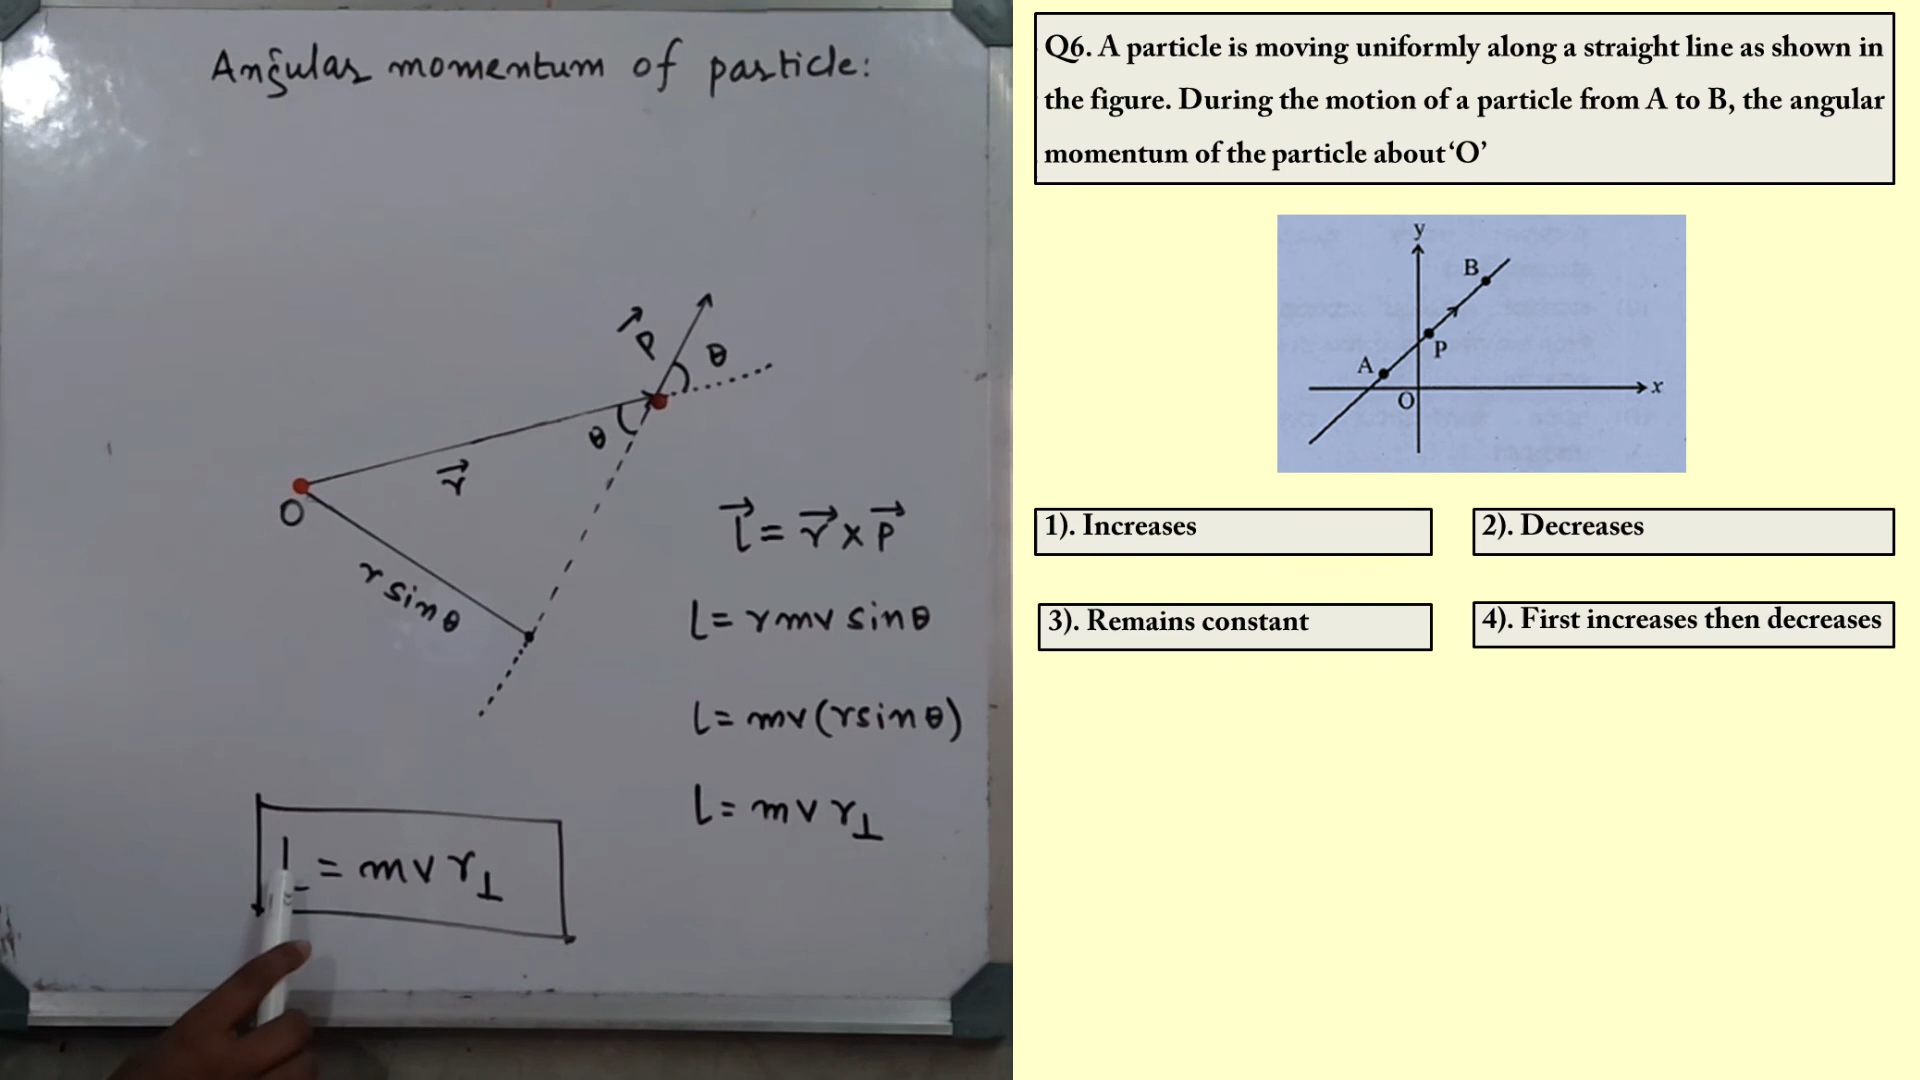 Angular momentum of particle:
P
θ
θ
r
O
r sinθ
l = r × P
l = r mv sinθ
l = mv (r sinθ)
l = m v r⊥
L = m v r⊥
Q6. A particle is moving uniformly along a straight line as shown in
the figure. During the motion of a particle from A to B, the angular
momentum of the particle about ‘O’
y
B
P
A
x
O
1). Increases
2). Decreases
3). Remains constant
4). First increases then decreases